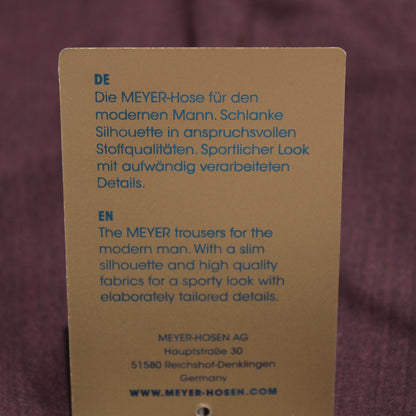 DE
Die MEYER-Hose für den
modernen Mann. Schlanke
Silhouette in anspruchsvollen
Stoffqualitäten. Sportlicher Look
mit aufwändig verarbeiteten
Details.
EN
The MEYER trousers for the
modern man. With a slim
silhouette and high quality
fabrics for a sporty look with
elaborately tailored details.
MEYER-HOSEN AG
Hauptstraße 30
51580 Reichshof-Denklingen
Germany
WWW.MEYER-HOSEN.COM